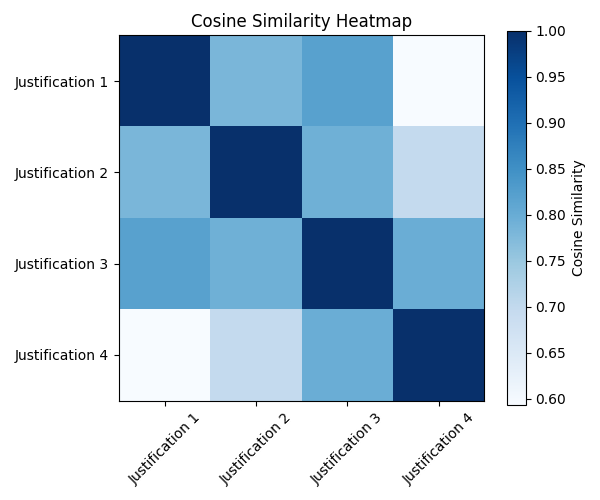 Cosine Similarity Heatmap
Justification 1
Justification 2
Justification 3
Justification 4
Justification 1
Justification 2
Justification 3
Justification 4
1.00
0.95
0.90
0.85
0.80
0.75
0.70
0.65
0.60
Cosine Similarity